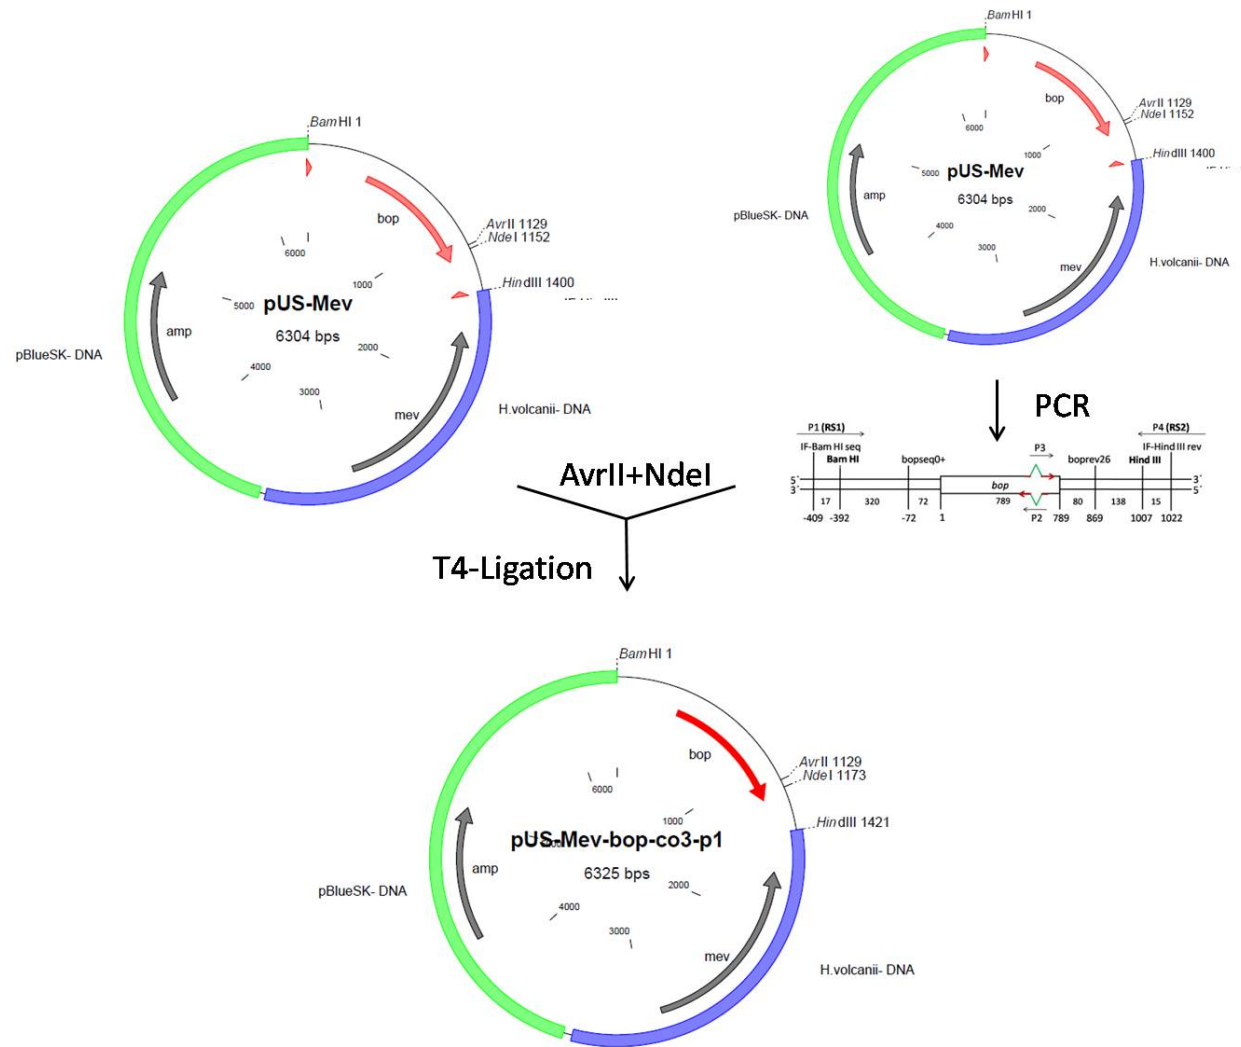 BamHI 1
bop
AvrII 1129
NdeI 1152
HindIII 1400
6000
1000
5000
pUS-Mev
6304 bps
2000
amp
pBlueSK- DNA
4000
3000
mev
H.volcanii- DNA
BamHI 1
bop
AvrII 1129
NdeI 1152
6000
1000
HindIII 1400
5000
pUS-Mev
6304 bps
2000
amp
pBlueSK- DNA
4000
3000
mev
H.volcanii- DNA
PCR
P1 (RS1)
P4 (RS2)
IF-Bam HI seq
P3
IF-Hind III rev
Bam HI
bopseq0+
boprev26
Hind III
5´
3´
bop
3´
5´
17
320
72
789
80
138
15
P2
-409
-392
-72
1
789
869
1007
1022
AvrII+NdeI
T4-Ligation
BamHI 1
bop
AvrII 1129
NdeI 1173
6000
1000
HindIII 1421
pUS-Mev-bop-co3-p1
6325 bps
amp
2000
pBlueSK- DNA
4000
3000
mev
H.volcanii- DNA